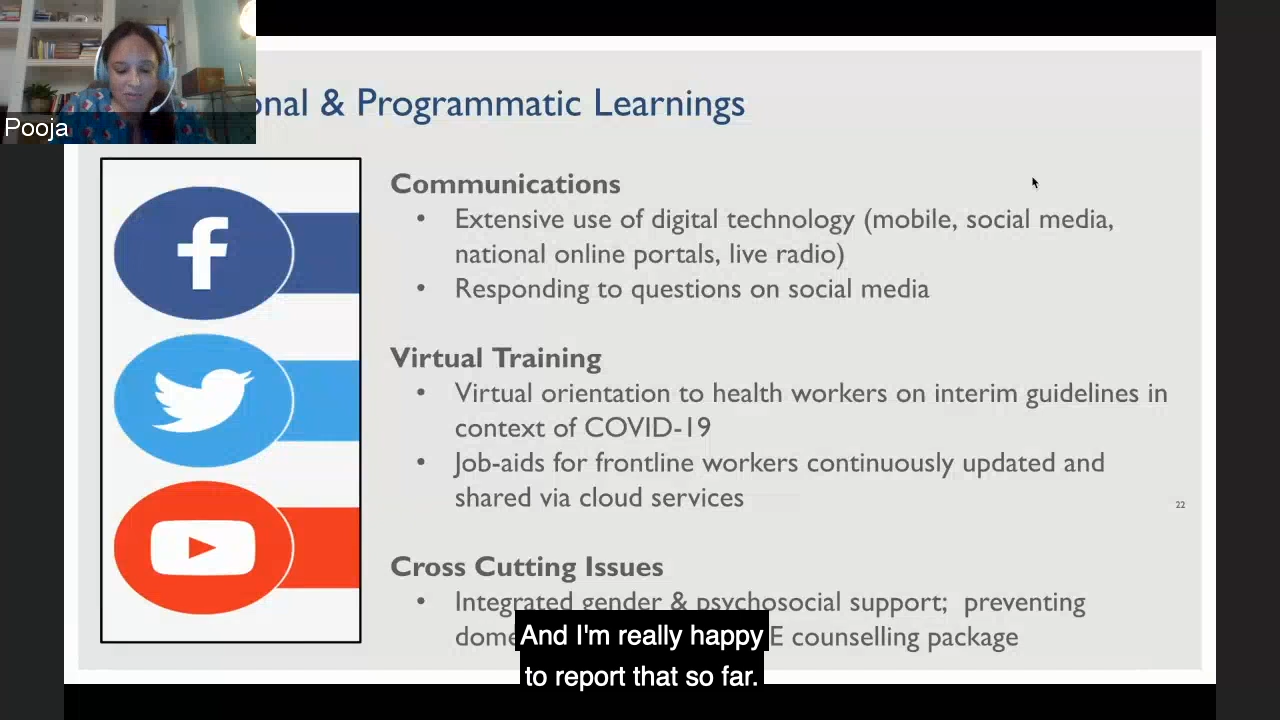 Pooja
onal & Programmatic Learnings
Communications
• Extensive use of digital technology (mobile, social media,
national online portals, live radio)
• Responding to questions on social media
Virtual Training
• Virtual orientation to health workers on interim guidelines in
context of COVID-19
• Job-aids for frontline workers continuously updated and
shared via cloud services
22
Cross Cutting Issues
• Integrated gender & psychosocial support; preventing
counselling package
And I'm really happy
to report that so far.